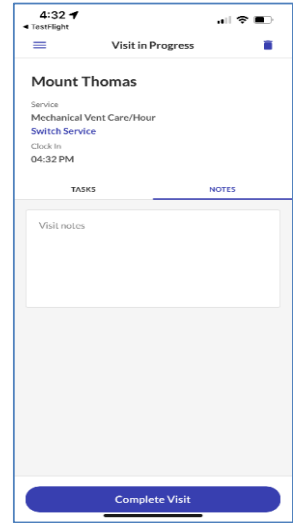 4:32
TestFlight
Visit in Progress
Mount Thomas
Service
Mechanical Vent Care/Hour
Switch Service
Clock In
04:32 PM
TASKS NOTES
Visit notes
Complete Visit